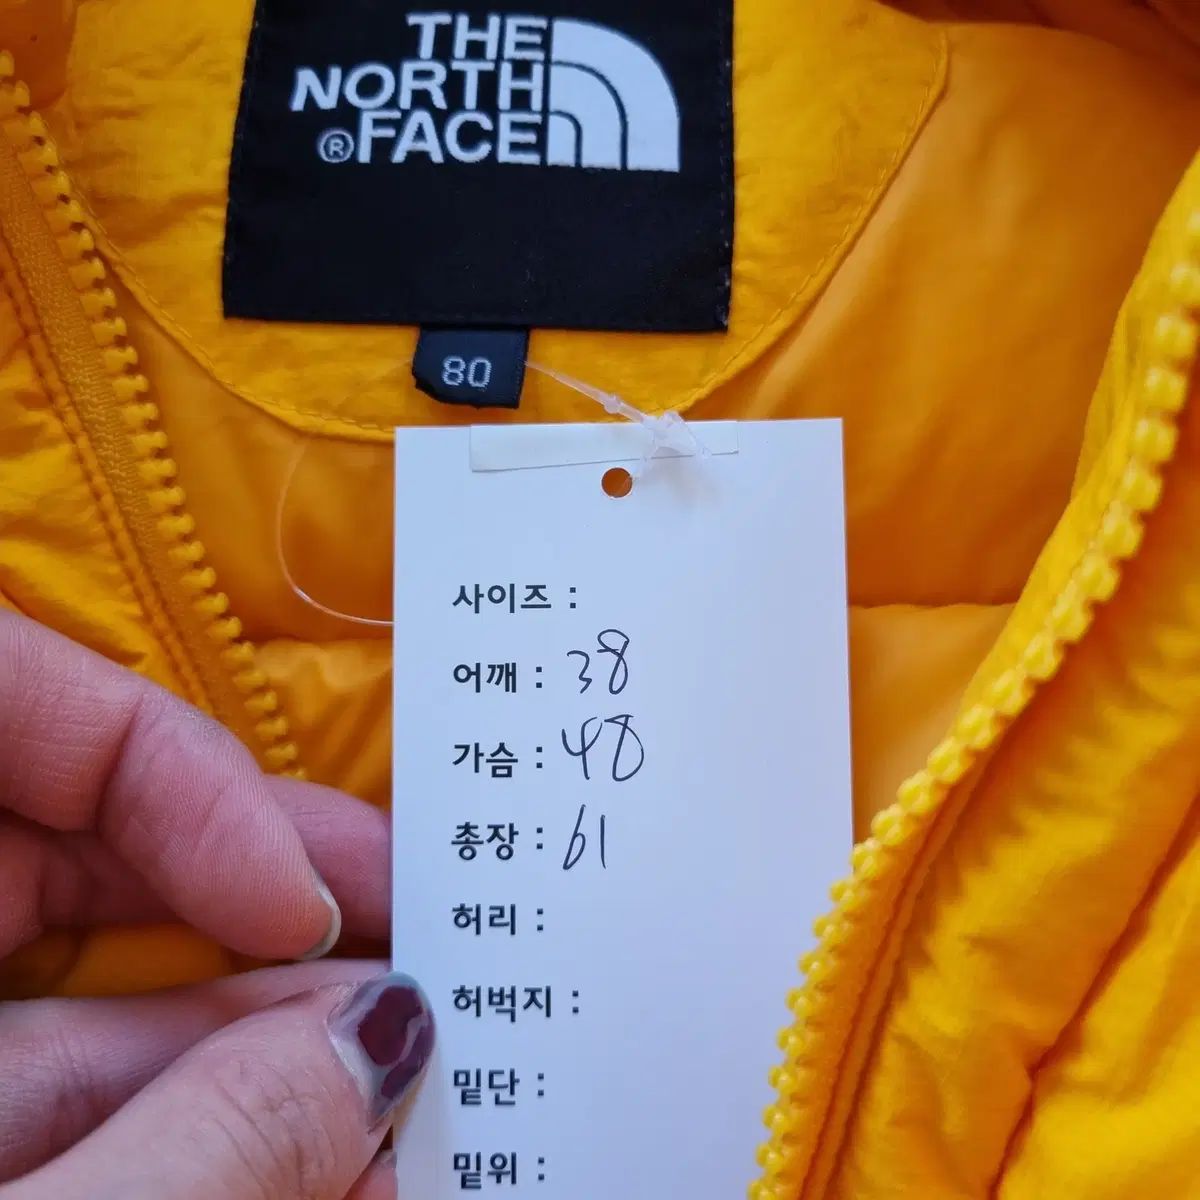 THE
NORTH
®FACE
80
사이즈 :
어깨 : 38
가슴 : 48
총장 : 61
허리 :
허벅지 :
밑단 :
밑위 :